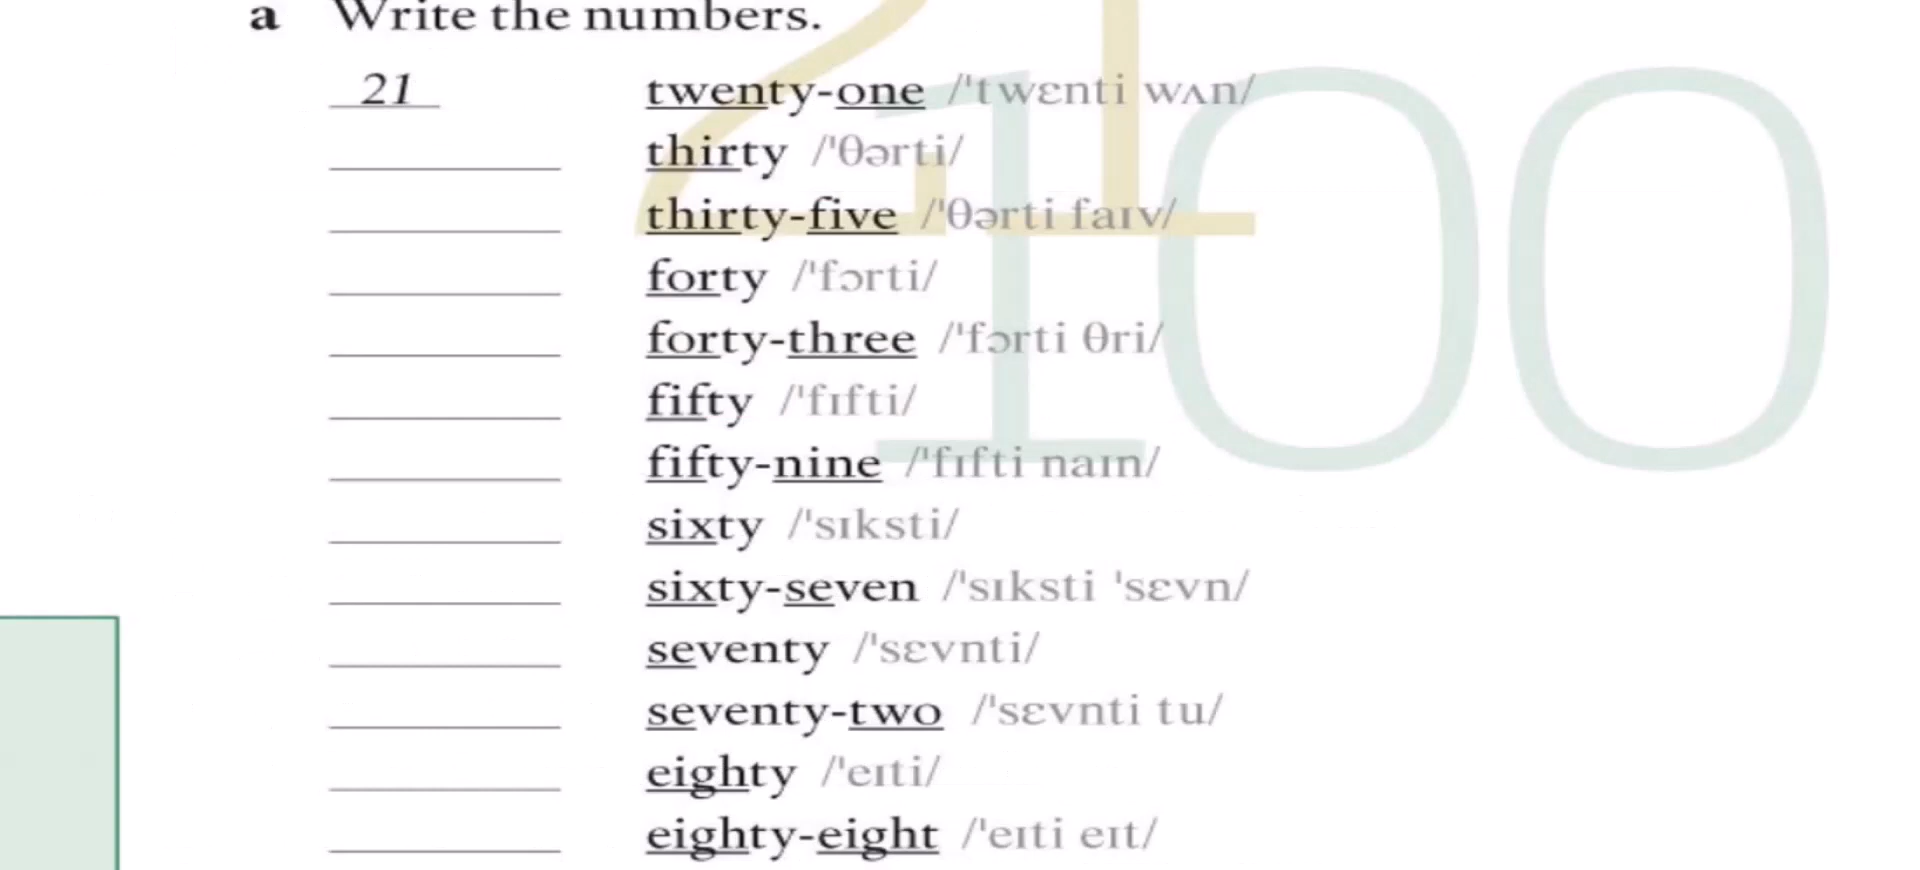 a Write the numbers.
21 twenty-one /ˈtwɛnti wʌn/
thirty /ˈθərti/
thirty-five /ˈθərti faɪv/
forty /ˈfɔrti/
forty-three /ˈfɔrti θri/
fifty /ˈfɪfti/
fifty-nine /ˈfɪfti naɪn/
sixty /ˈsɪksti/
sixty-seven /ˈsɪksti ˈsɛvn/
seventy /ˈsɛvnti/
seventy-two /ˈsɛvnti tu/
eighty /ˈeɪti/
eighty-eight /ˈeɪti eɪt/
21
100